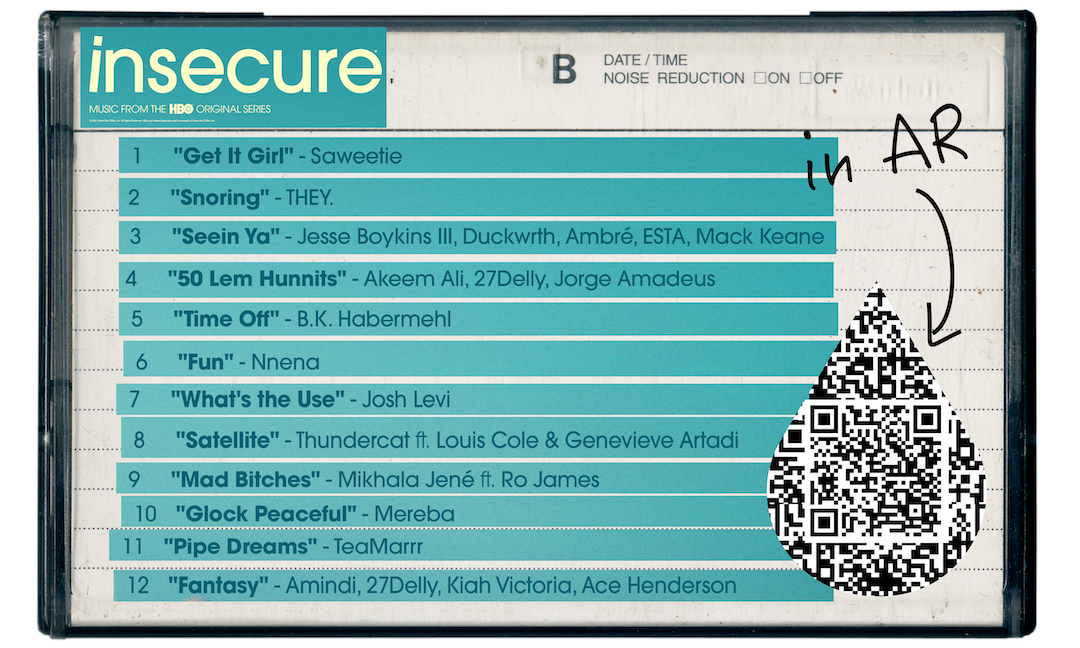 insecure
MUSIC FROM THE HBO ORIGINAL SERIES
B
DATE / TIME
NOISE REDUCTION □ON □OFF
in AR
1 "Get It Girl" - Saweetie
2 "Snoring" - THEY.
3 "Seein Ya" - Jesse Boykins III, Duckwrth, Ambré, ESTA, Mack Keane
4 "50 Lem Hunnits" - Akeem Ali, 27Delly, Jorge Amadeus
5 "Time Off" - B.K. Habermehl
6 "Fun" - Nnena
7 "What's the Use" - Josh Levi
8 "Satellite" - Thundercat ft. Louis Cole & Genevieve Artadi
9 "Mad Bitches" - Mikhala Jené ft. Ro James
10 "Glock Peaceful" - Mereba
11 "Pipe Dreams" - TeaMarrr
12 "Fantasy" - Amindi, 27Delly, Kiah Victoria, Ace Henderson